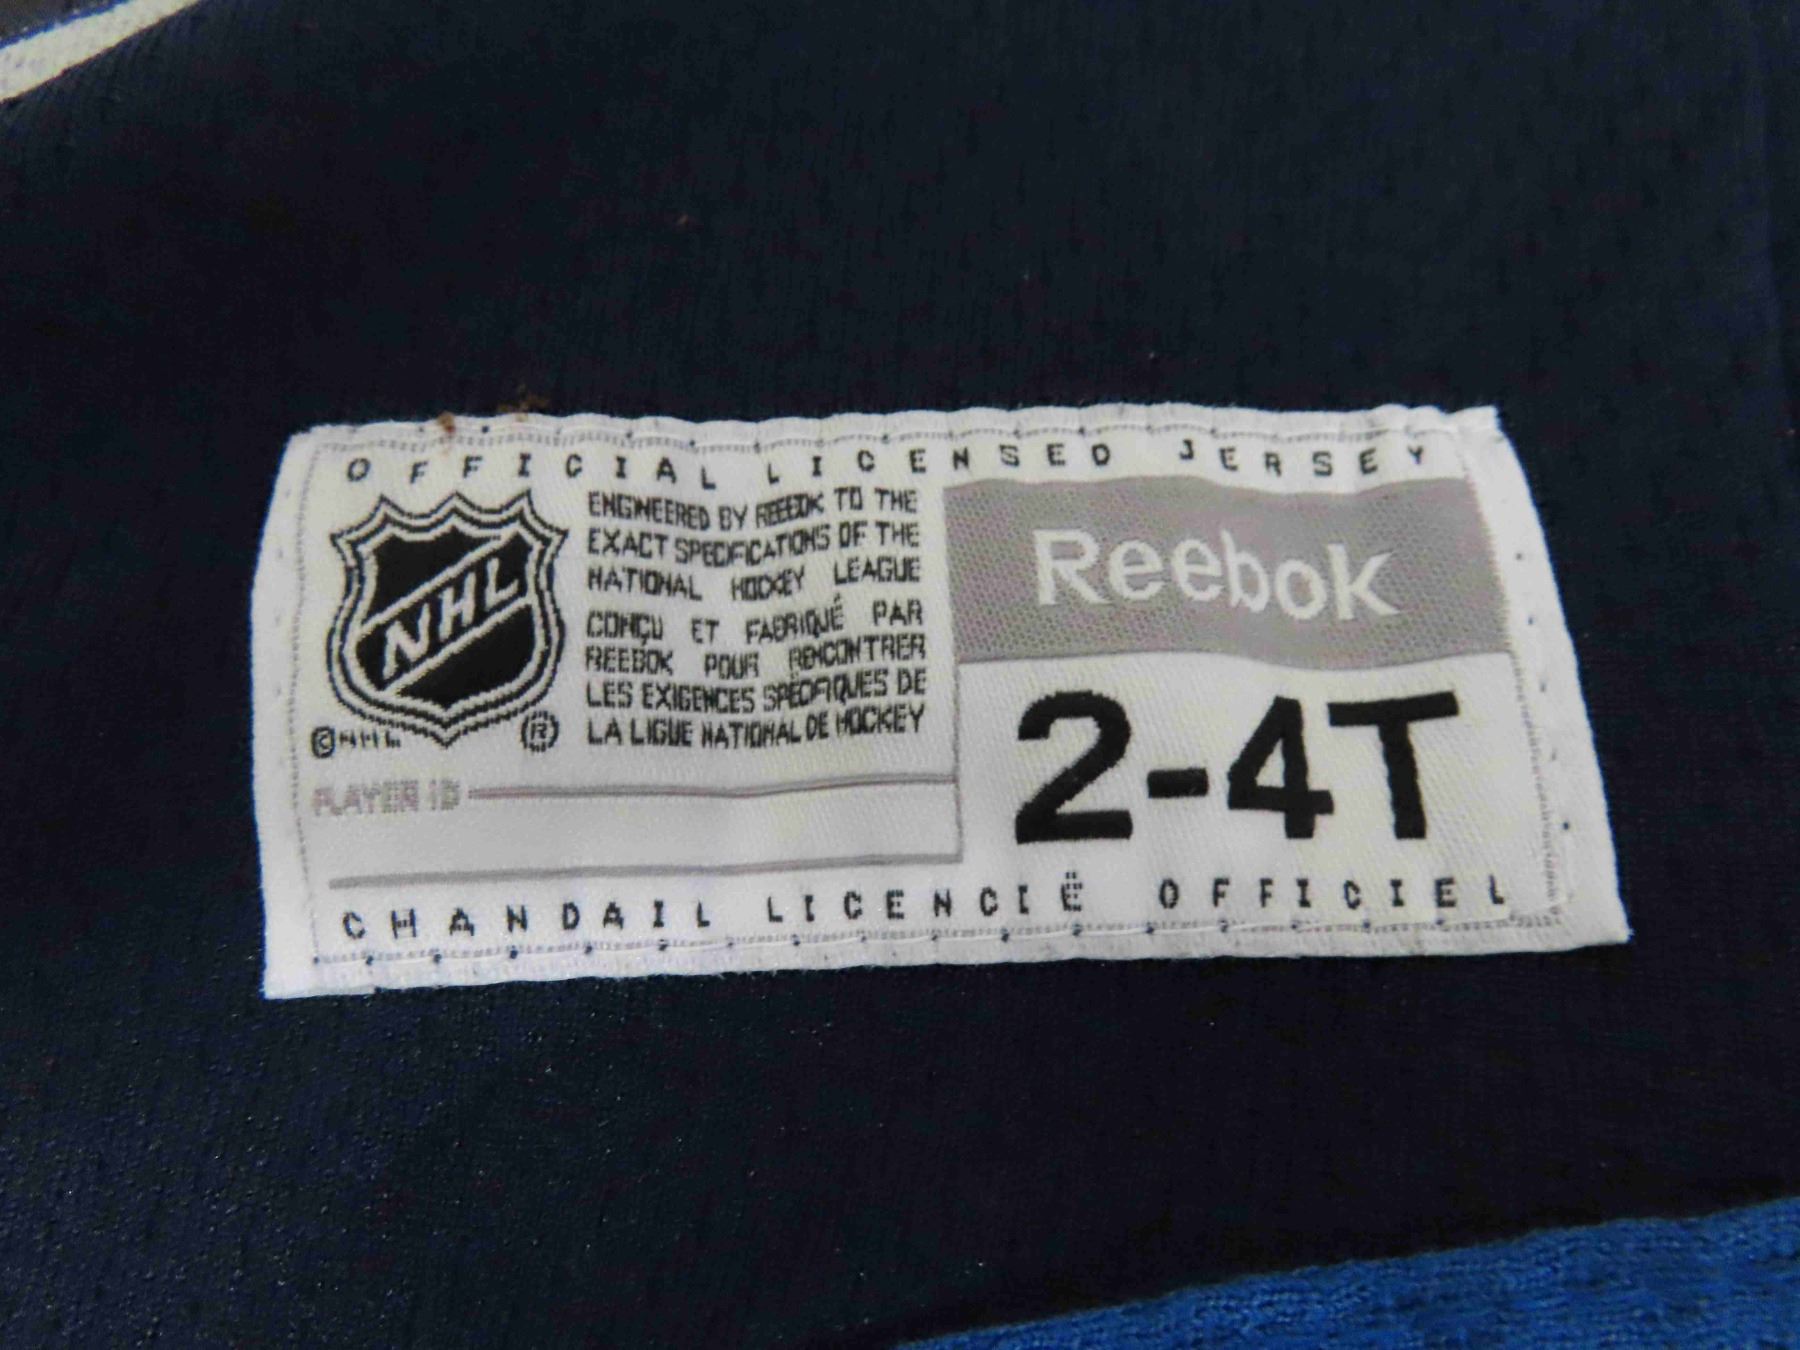 OFFICIAL LICENSED JERSEY
NHL
©NHL
®
ENGINEERED BY REEBOK TO THE
EXACT SPECIFICATIONS OF THE
NATIONAL HOCKEY LEAGUE
CONÇU ET FABRIQUÉ PAR
REEBOK POUR RENCONTRER
LES EXIGENCES SPÉCIFIQUES DE
LA LIGUE NATIONAL DE HOCKEY
PLAYER ID
Reebok
2-4T
CHANDAIL LICENCIË OFFICIEL